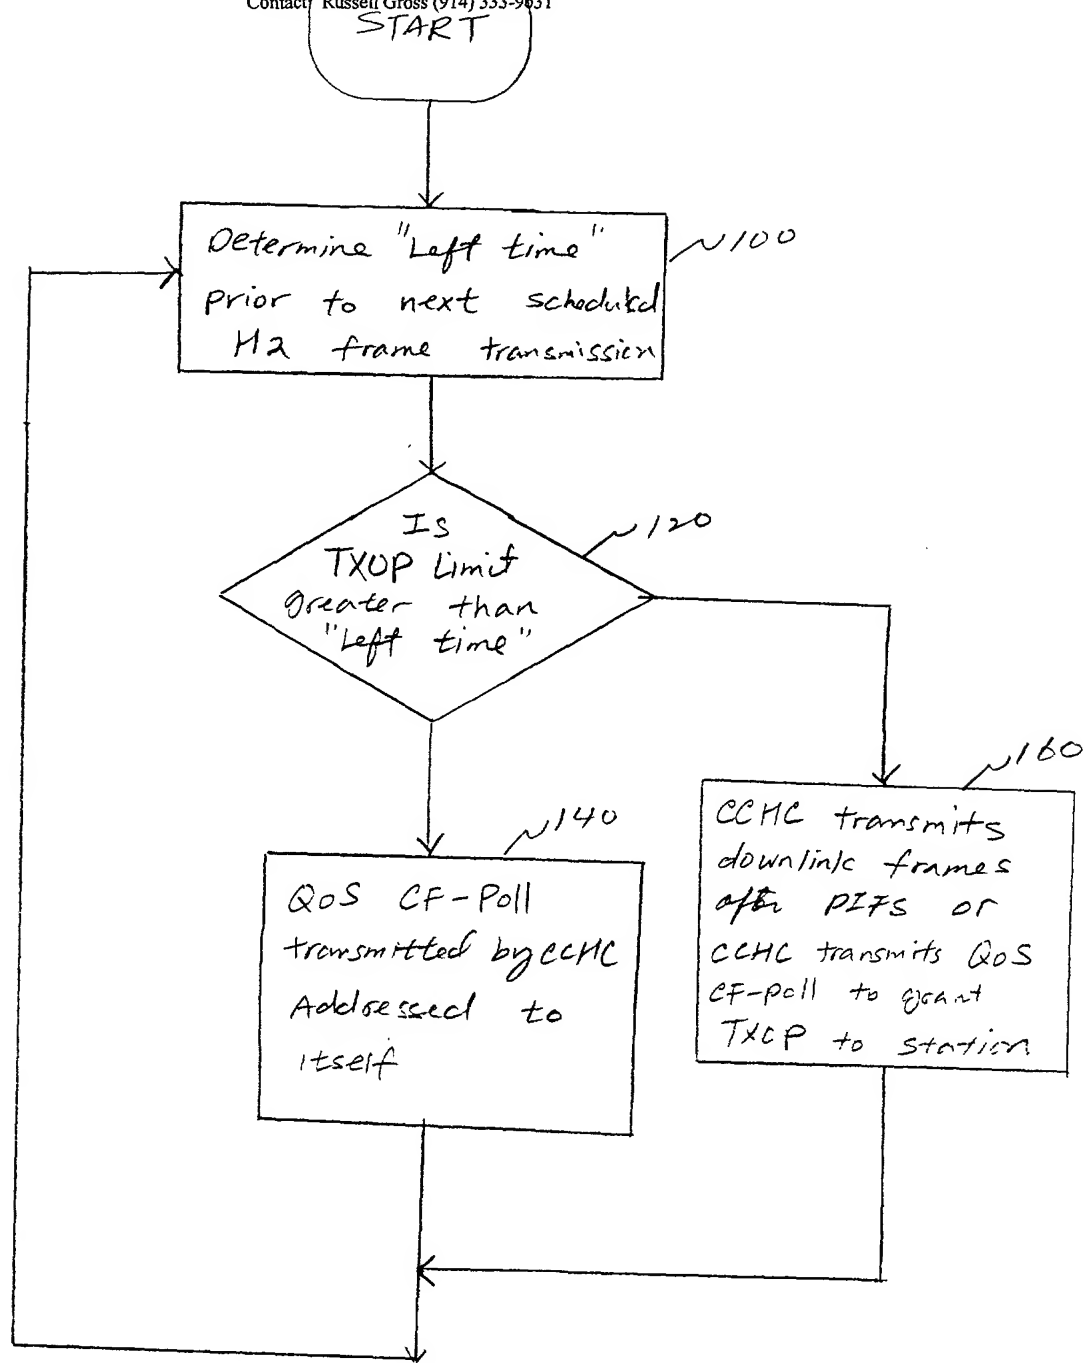 Contact: Russell Gross (914) 333-9631
START
Determine "Left time"
prior to next scheduled
H2 frame transmission
100
Is
TXOP Limit
greater than
"Left time"
120
140
QoS CF-Poll
transmitted by CCHC
Addressed to
itself
160
CCHC transmits
downlink frames
after PIFS or
CCHC transmits QoS
CF-Poll to grant
TXOP to station